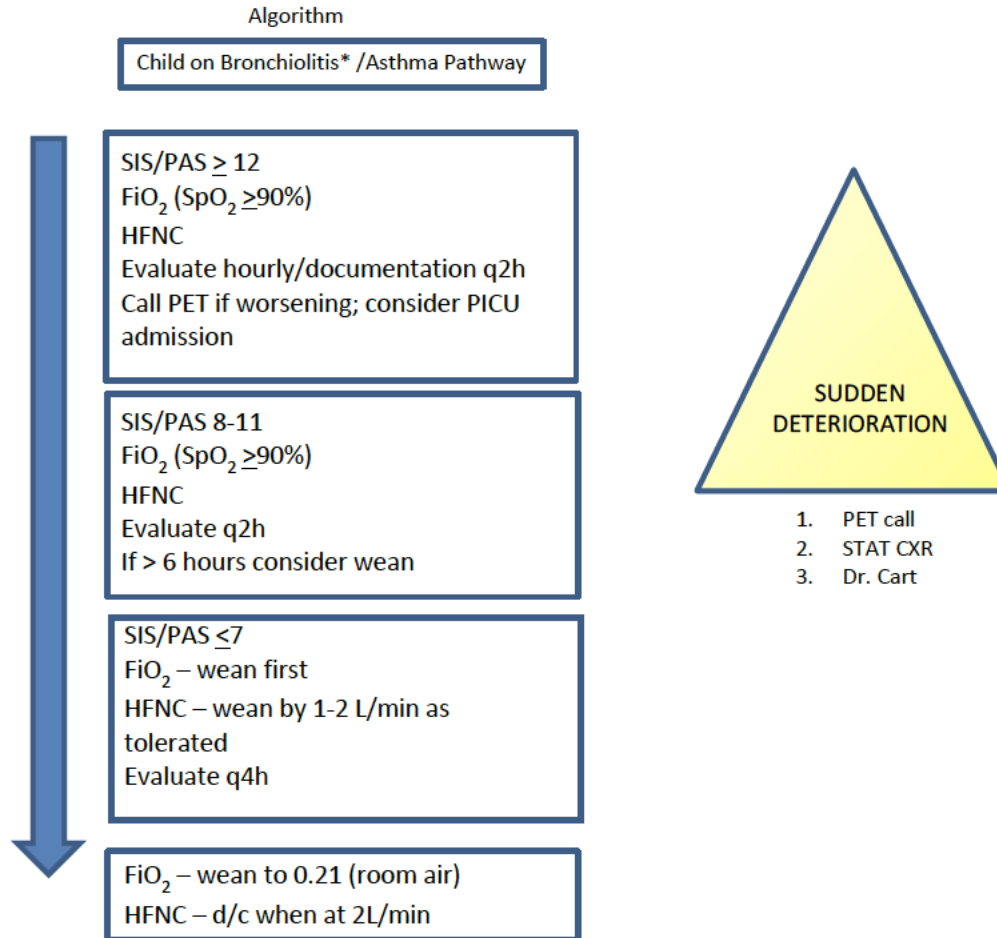 Algorithm
Child on Bronchiolitis* /Asthma Pathway
SIS/PAS ≥ 12
FiO₂ (SpO₂ ≥90%)
HFNC
Evaluate hourly/documentation q2h
Call PET if worsening; consider PICU
admission
SIS/PAS 8-11
FiO₂ (SpO₂ ≥90%)
HFNC
Evaluate q2h
If > 6 hours consider wean
SIS/PAS ≤7
FiO₂ – wean first
HFNC – wean by 1-2 L/min as
tolerated
Evaluate q4h
FiO₂ – wean to 0.21 (room air)
HFNC – d/c when at 2L/min
SUDDEN
DETERIORATION
1. PET call
2. STAT CXR
3. Dr. Cart